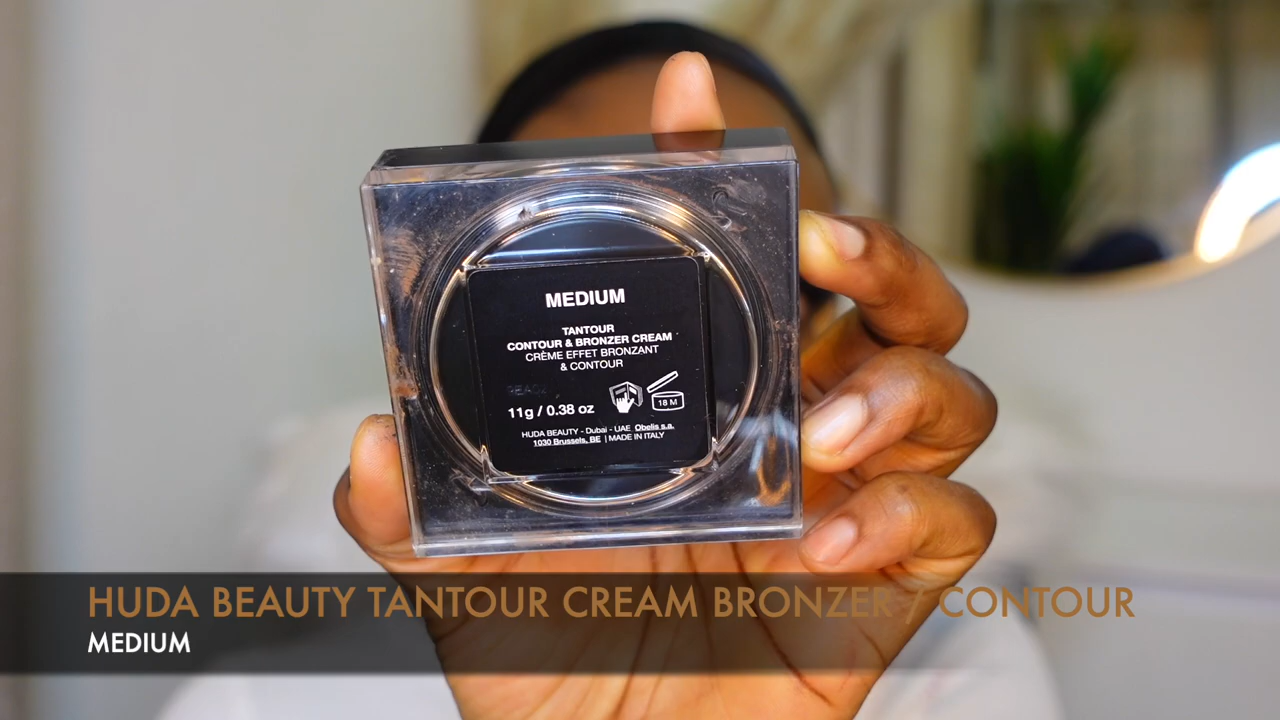 MEDIUM
TANTOUR
CONTOUR & BRONZER CREAM
CRÈME EFFET BRONZANT
& CONTOUR
11g / 0.38 oz
18 M
HUDA BEAUTY - Dubai - UAE Obelis s.a.
1030 Brussels, BE | MADE IN ITALY
HUDA BEAUTY TANTOUR CREAM BRONZER / CONTOUR
MEDIUM